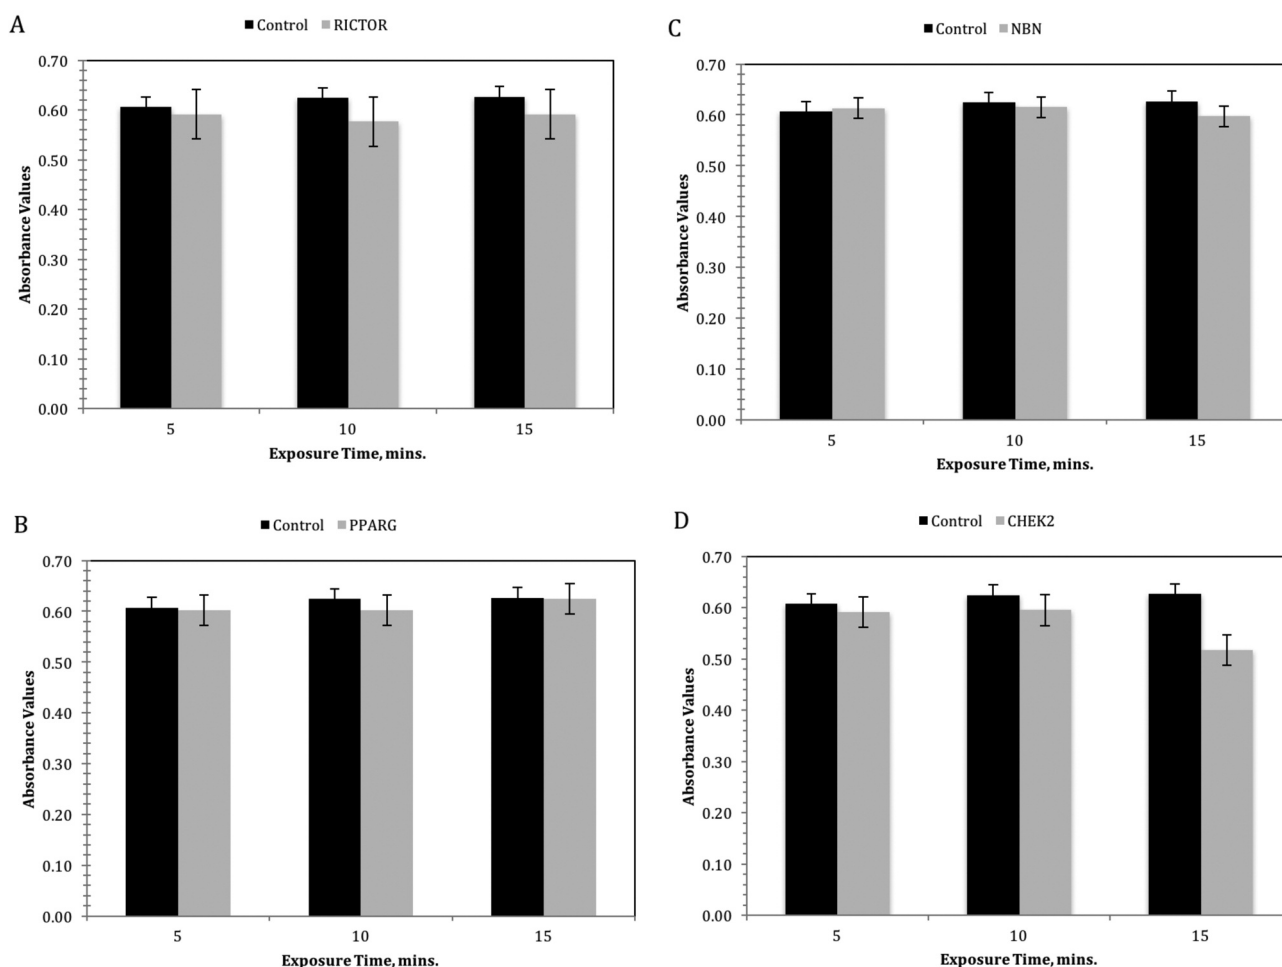 A
Control RICTOR
0.70
0.60
0.50
0.40
0.30
0.20
0.10
0.00
Absorbance Values
5 10 15
Exposure Time, mins.
C
Control NBN
0.70
0.60
0.50
0.40
0.30
0.20
0.10
0.00
Absorbance Values
5 10 15
Exposure Time, mins.
B
Control PPARG
0.70
0.60
0.50
0.40
0.30
0.20
0.10
0.00
Absorbance Values
5 10 15
Exposure Time, mins.
D
Control CHEK2
0.70
0.60
0.50
0.40
0.30
0.20
0.10
0.00
Absorbance Values
5 10 15
Exposure Time, mins.